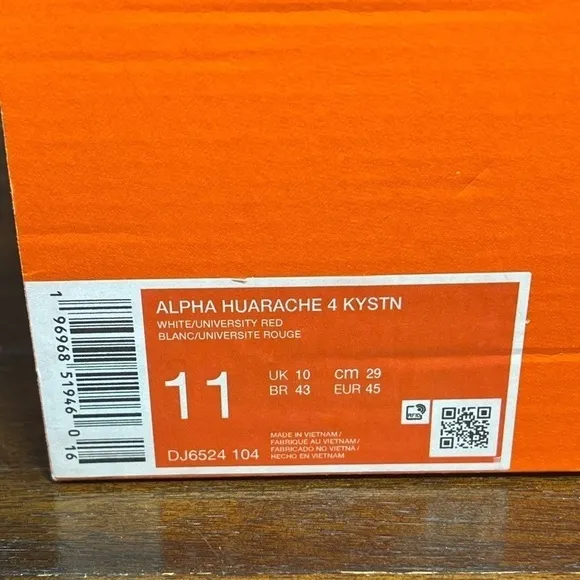 ALPHA HUARACHE 4 KYSTN
WHITE/UNIVERSITY RED
BLANC/UNIVERSITE ROUGE
11
UK 10 cm 29
BR 43 EUR 45
RFID
DJ6524 104
MADE IN VIETNAM/
FABRIQUE AU VIETNAM/
FABRICADO NO VIETNÃ/
HECHO EN VIETNAM
1 96968 51946 0 16